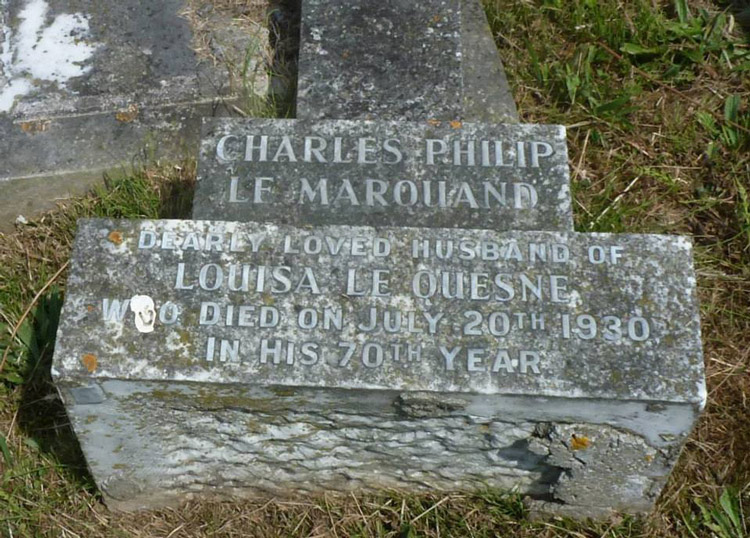 CHARLES PHILIP
LE MARQUAND
DEARLY LOVED HUSBAND OF
LOUISA LE QUESNE
WHO DIED ON JULY 20TH 1930
IN HIS 70TH YEAR